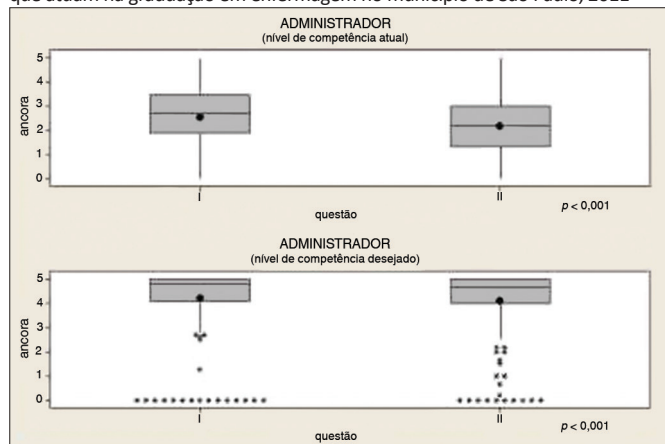 que atuam na graduação em enfermagem no município de São Paulo, 2011
ADMINISTRADOR
(nível de competência atual)
ancora
5
4
3
2
1
0
I
II
questão
p < 0,001
ADMINISTRADOR
(nível de competência desejado)
ancora
5
4
3
2
1
0
I
II
questão
p < 0,001